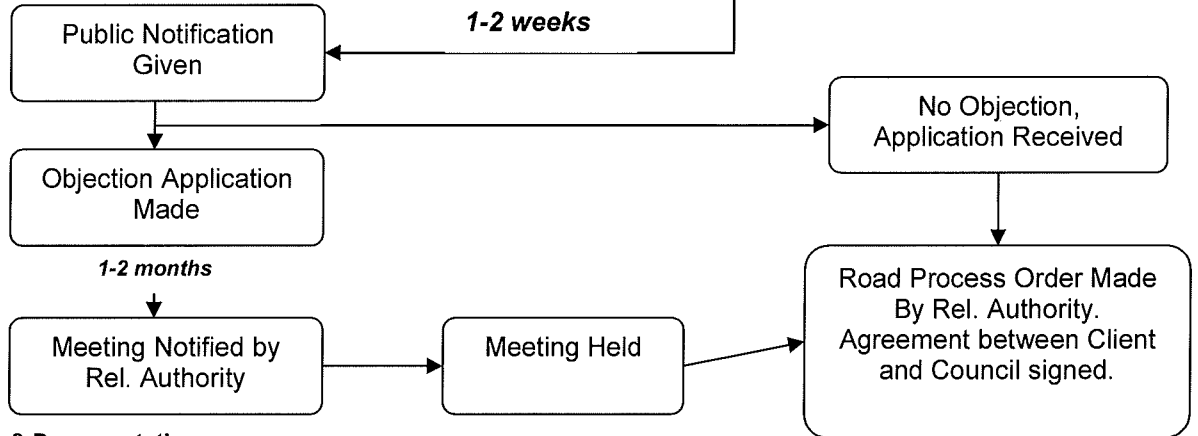 1-2 weeks
Public Notification
Given
No Objection,
Application Received
Objection Application
Made
1-2 months
Meeting Notified by
Rel. Authority
Meeting Held
Road Process Order Made
By Rel. Authority.
Agreement between Client
and Council signed.